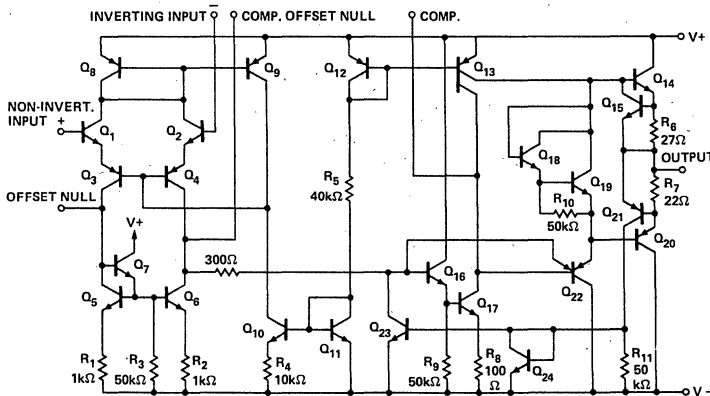 INVERTING INPUT −
COMP. OFFSET NULL
COMP.
V+
Q8
Q9
Q12
Q13
Q14
Q15
NON-INVERT.
INPUT +
Q1
Q2
R6
27Ω
Q18
OUTPUT
Q3
Q4
R5
40kΩ
Q19
R7
22Ω
OFFSET NULL
R10
50kΩ
Q21
V+
Q20
Q7
300Ω
Q16
Q22
Q5
Q6
Q17
Q10
Q11
Q23
Q24
R1
1kΩ
R3
50kΩ
R2
1kΩ
R4
10kΩ
R9
50kΩ
R8
100
Ω
R11
50
kΩ
V−